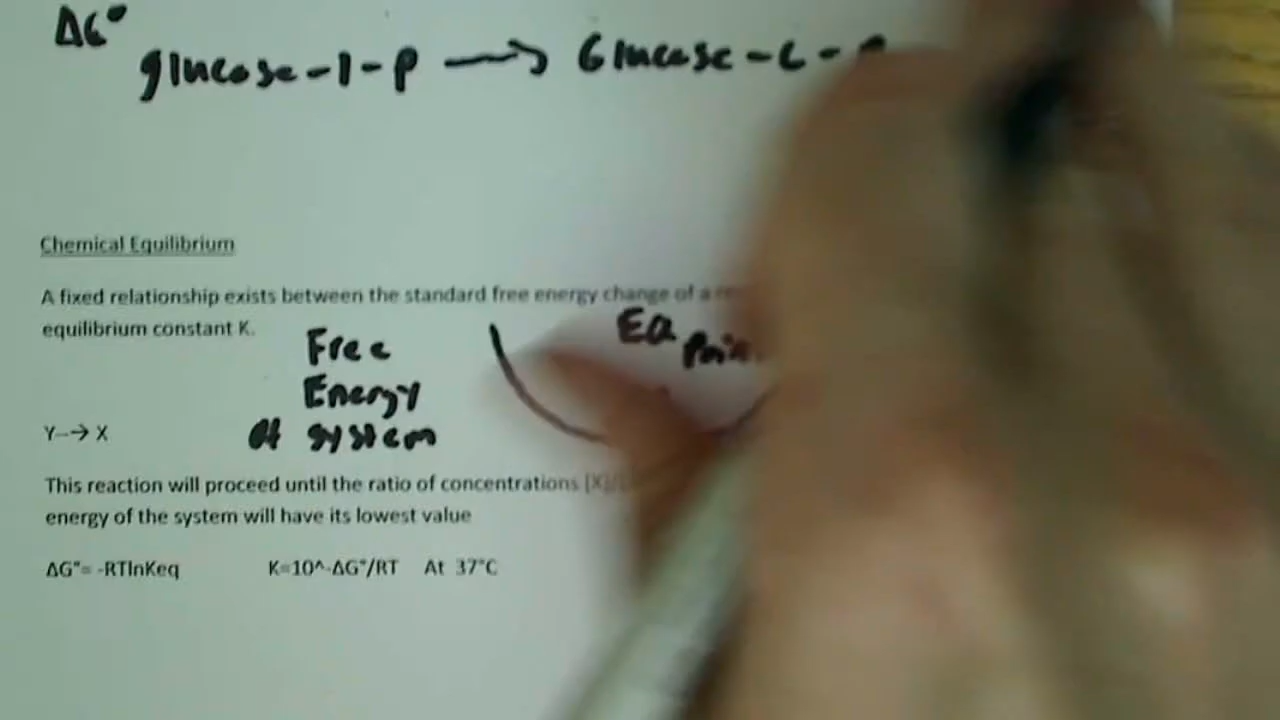 ΔG°
glucose-1-P → Glucose-6-P
Chemical Equilibrium
A fixed relationship exists between the standard free energy change of a
equilibrium constant K.
Free
Energy
of system
EQ
Y--→ X
This reaction will proceed until the ratio of concentrations [X]/
energy of the system will have its lowest value
ΔG°= -RTlnKeq K=10^-ΔG°/RT At 37°C